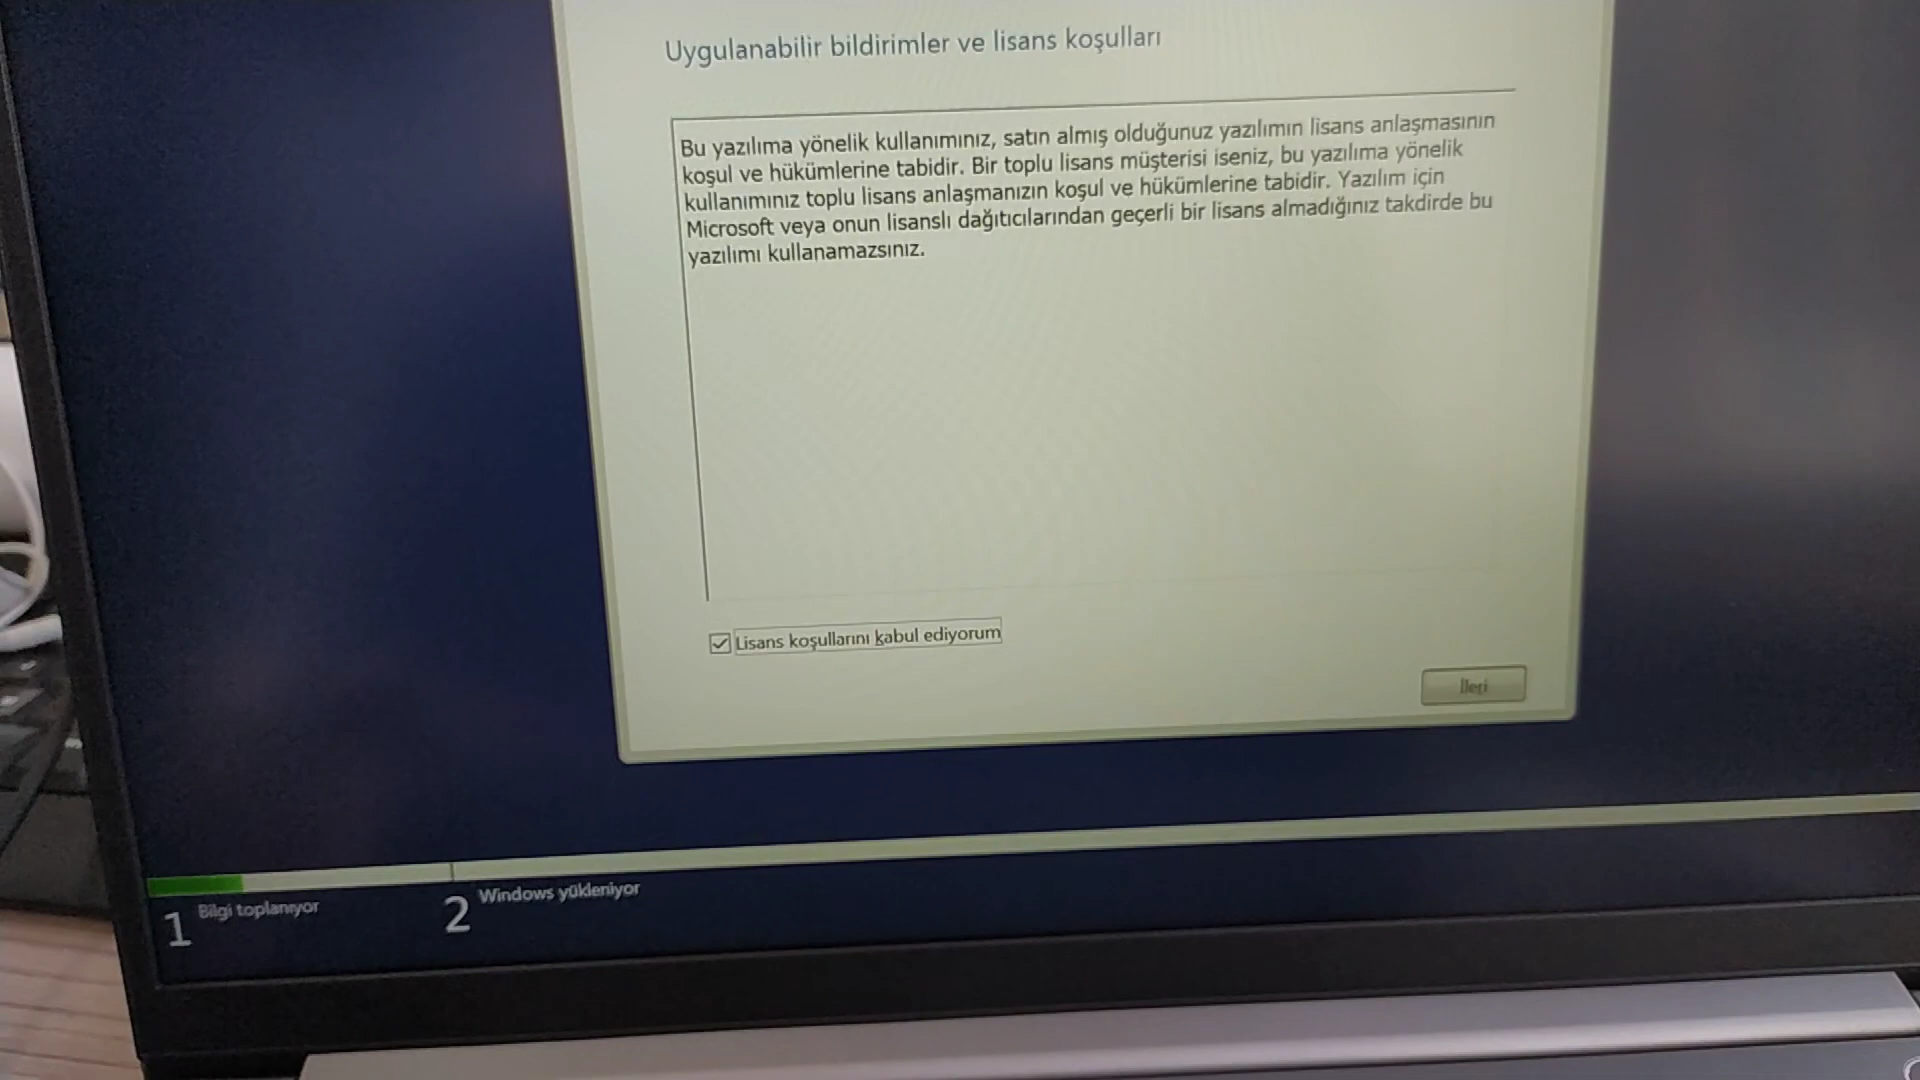 Uygulanabilir bildirimler ve lisans koşulları
Bu yazılıma yönelik kullanımınız, satın almış olduğunuz yazılımın lisans anlaşmasının
koşul ve hükümlerine tabidir. Bir toplu lisans müşterisi iseniz, bu yazılıma yönelik
kullanımınız toplu lisans anlaşmanızın koşul ve hükümlerine tabidir. Yazılım için
Microsoft veya onun lisanslı dağıtıcılarından geçerli bir lisans almadığınız takdirde bu
yazılımı kullanamazsınız.
Lisans koşullarını kabul ediyorum
İleri
1 Bilgi toplanıyor
2 Windows yükleniyor